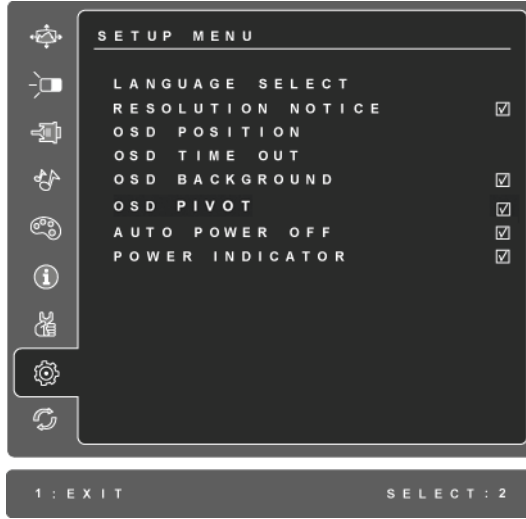 SETUP MENU
LANGUAGE SELECT
RESOLUTION NOTICE ☑
OSD POSITION
OSD TIME OUT
OSD BACKGROUND ☑
OSD PIVOT ☑
AUTO POWER OFF ☑
POWER INDICATOR ☑
1:EXIT SELECT:2